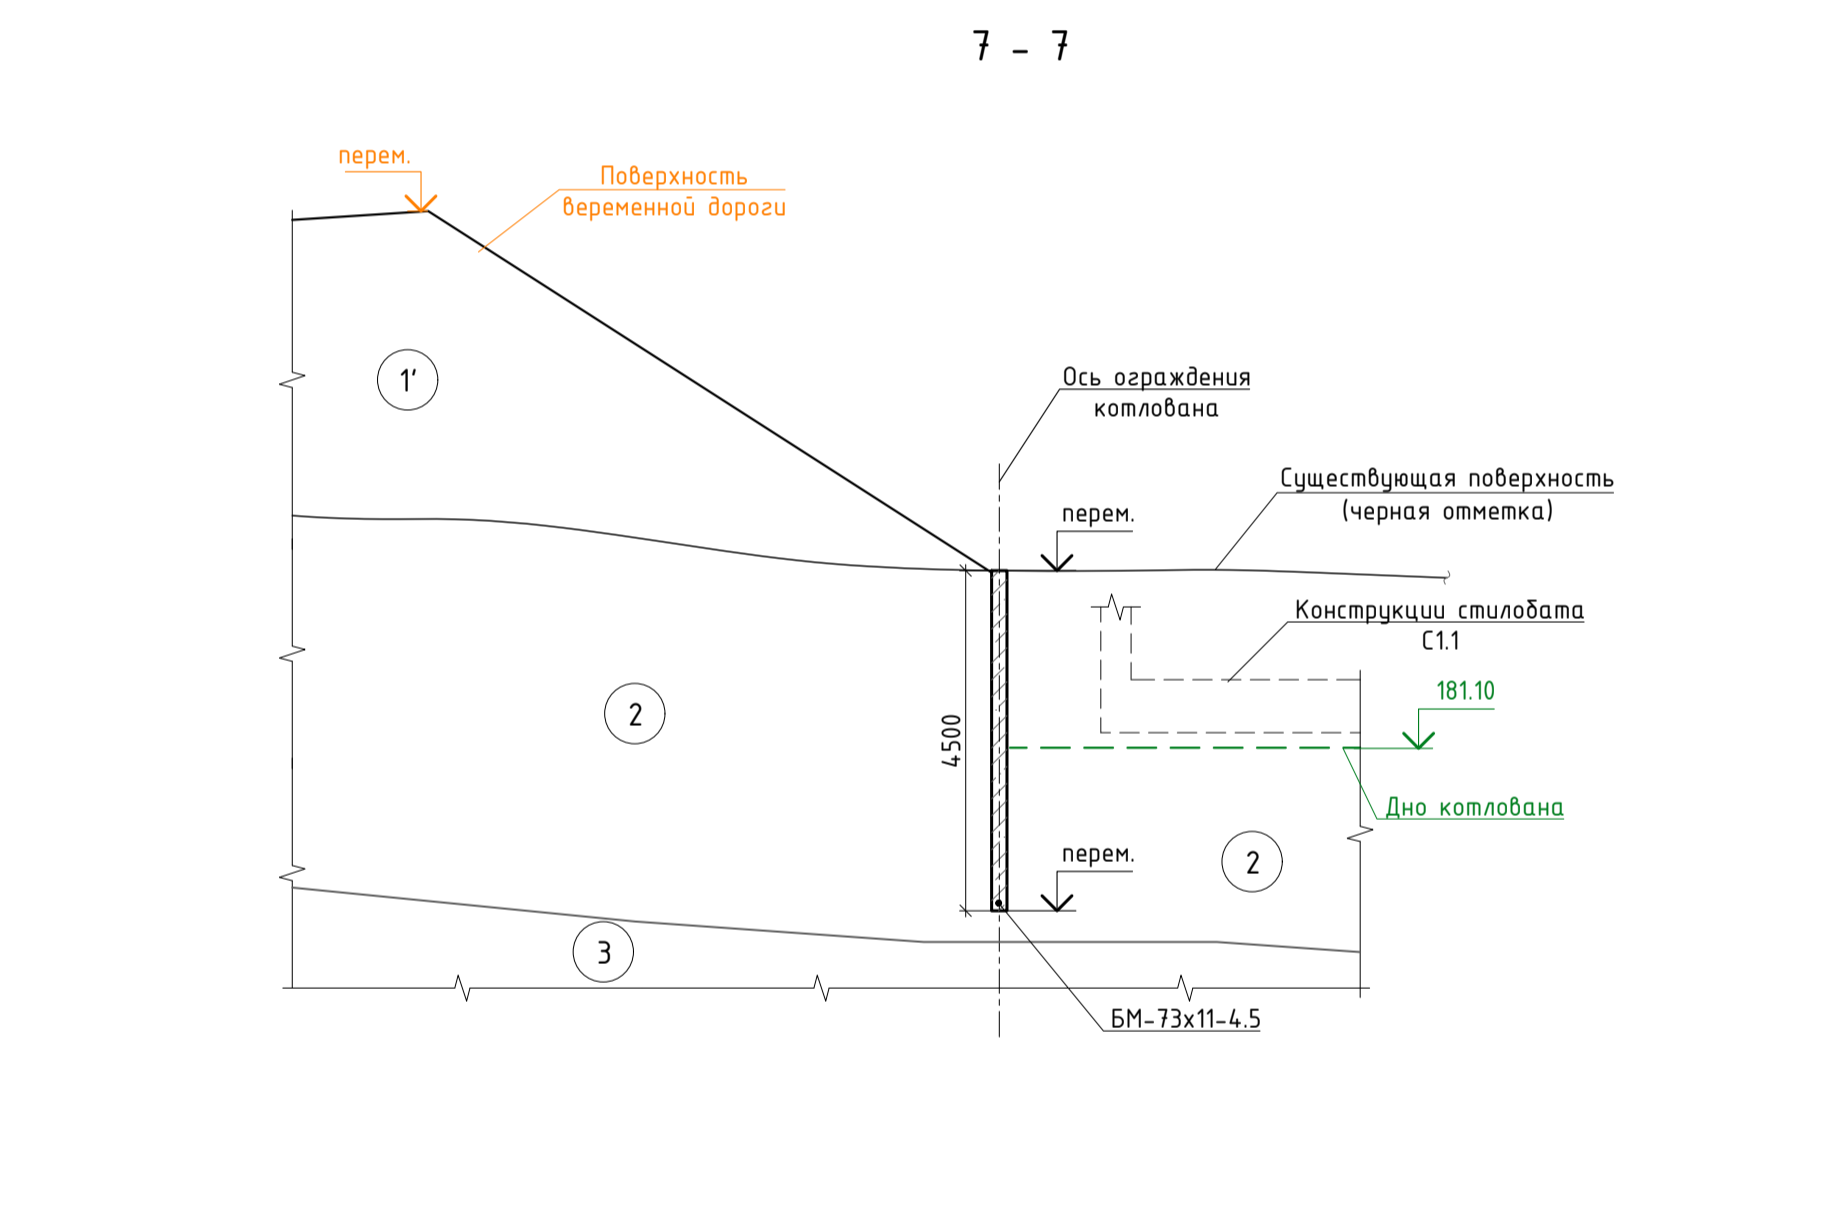 7 - 7
перем.
Поверхность
веременной дороги
1'
Ось ограждения
котлована
Существующая поверхность
(черная отметка)
перем.
Конструкции стилобата
С1.1
181.10
2
4500
Дно котлована
перем.
2
3
БМ-73х11-4.5